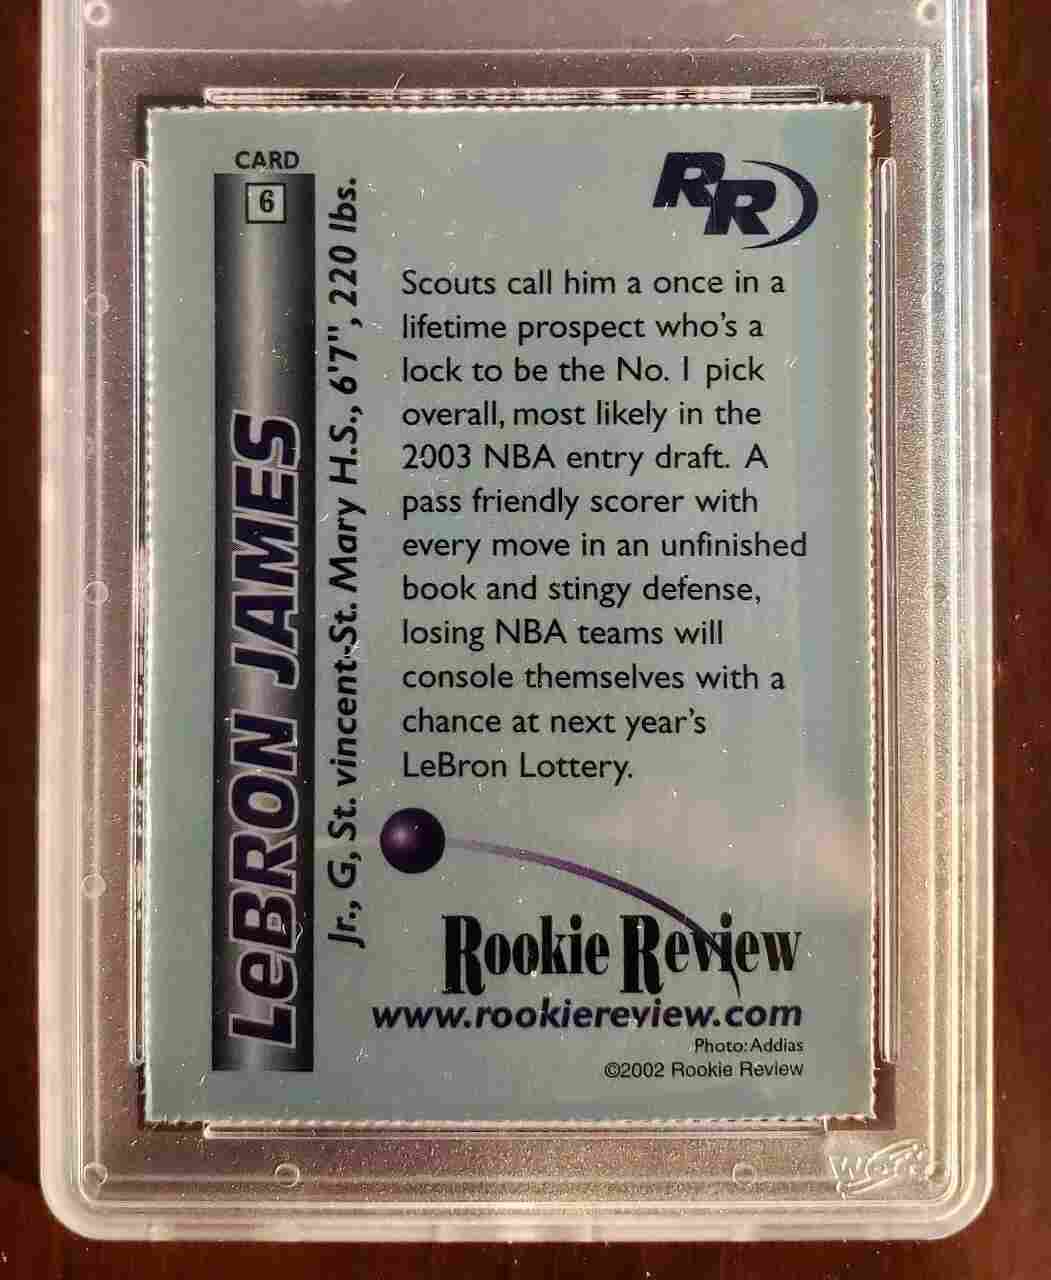 CARD
6
LeBRON JAMES
Jr., G, St. vincent-St. Mary H.S., 6'7", 220 lbs.
RR
Scouts call him a once in a
lifetime prospect who's a
lock to be the No. 1 pick
overall, most likely in the
2003 NBA entry draft. A
pass friendly scorer with
every move in an unfinished
book and stingy defense,
losing NBA teams will
console themselves with a
chance at next year's
LeBron Lottery.
Rookie Review
www.rookiereview.com
Photo: Addias
©2002 Rookie Review